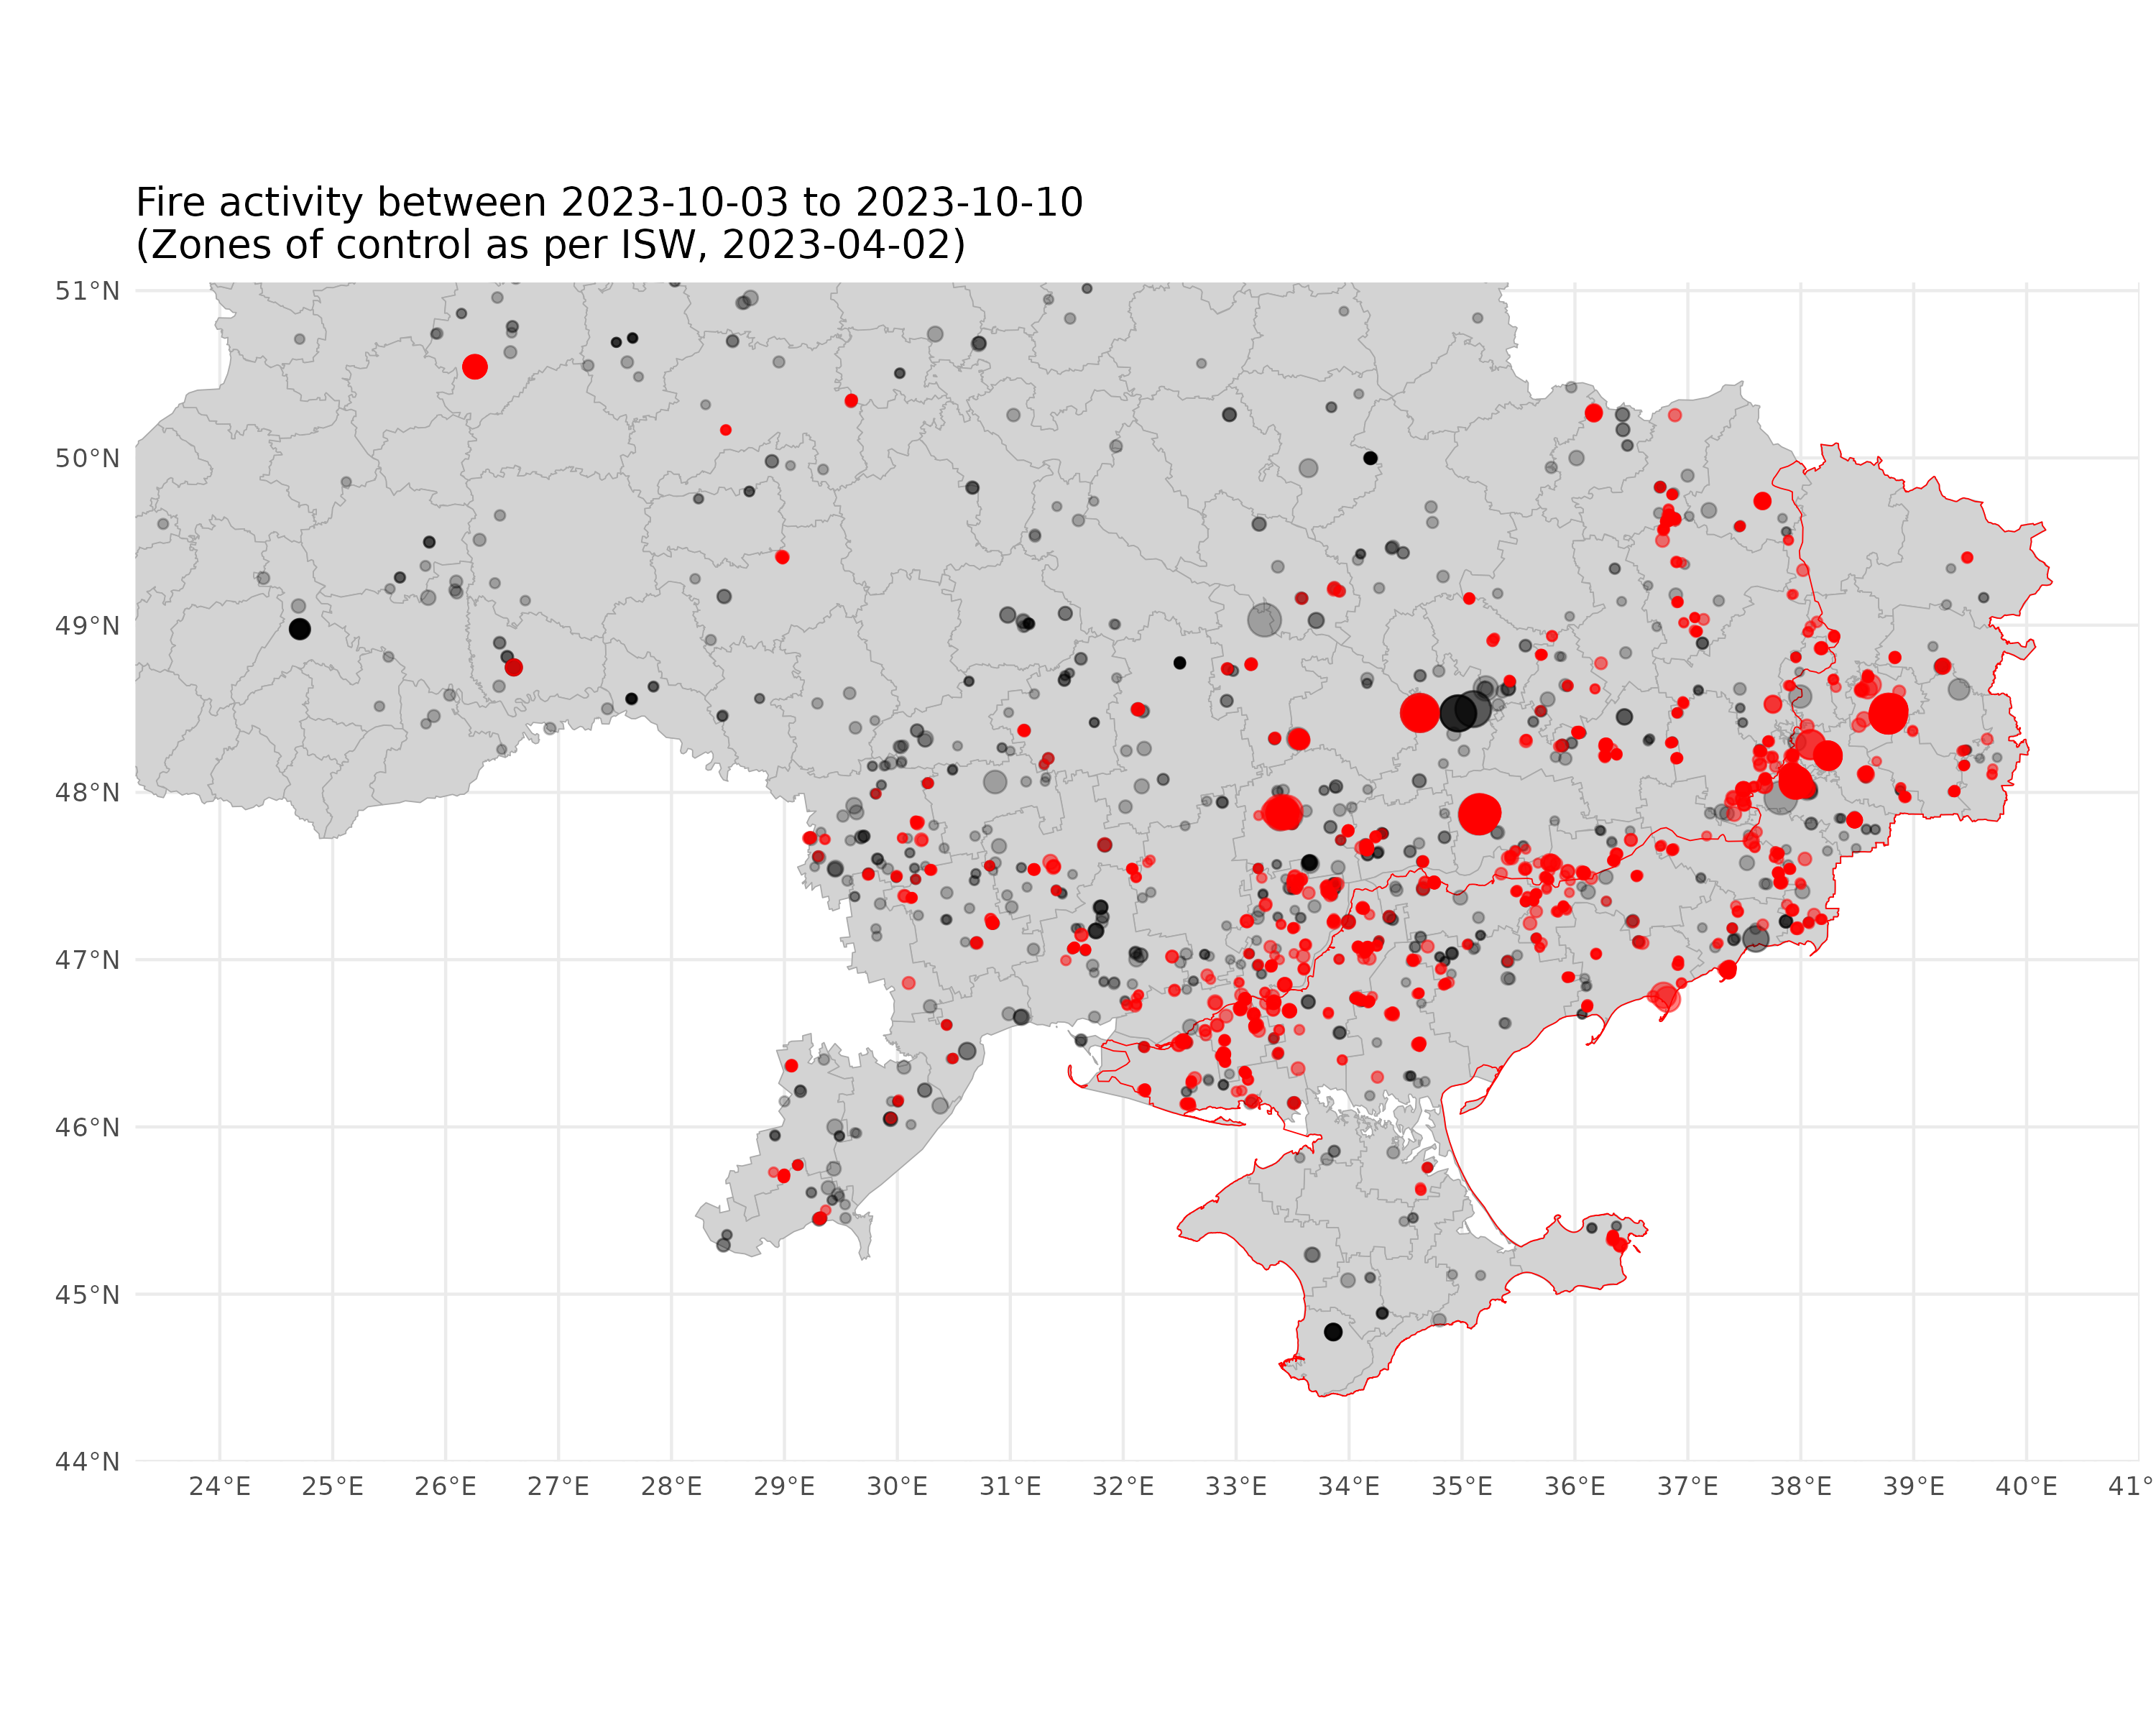 Fire activity between 2023-10-03 to 2023-10-10
(Zones of control as per ISW, 2023-04-02)
51°N
50°N
49°N
48°N
47°N
46°N
45°N
44°N
24°E 25°E 26°E 27°E 28°E 29°E 30°E 31°E 32°E 33°E 34°E 35°E 36°E 37°E 38°E 39°E 40°E 41°